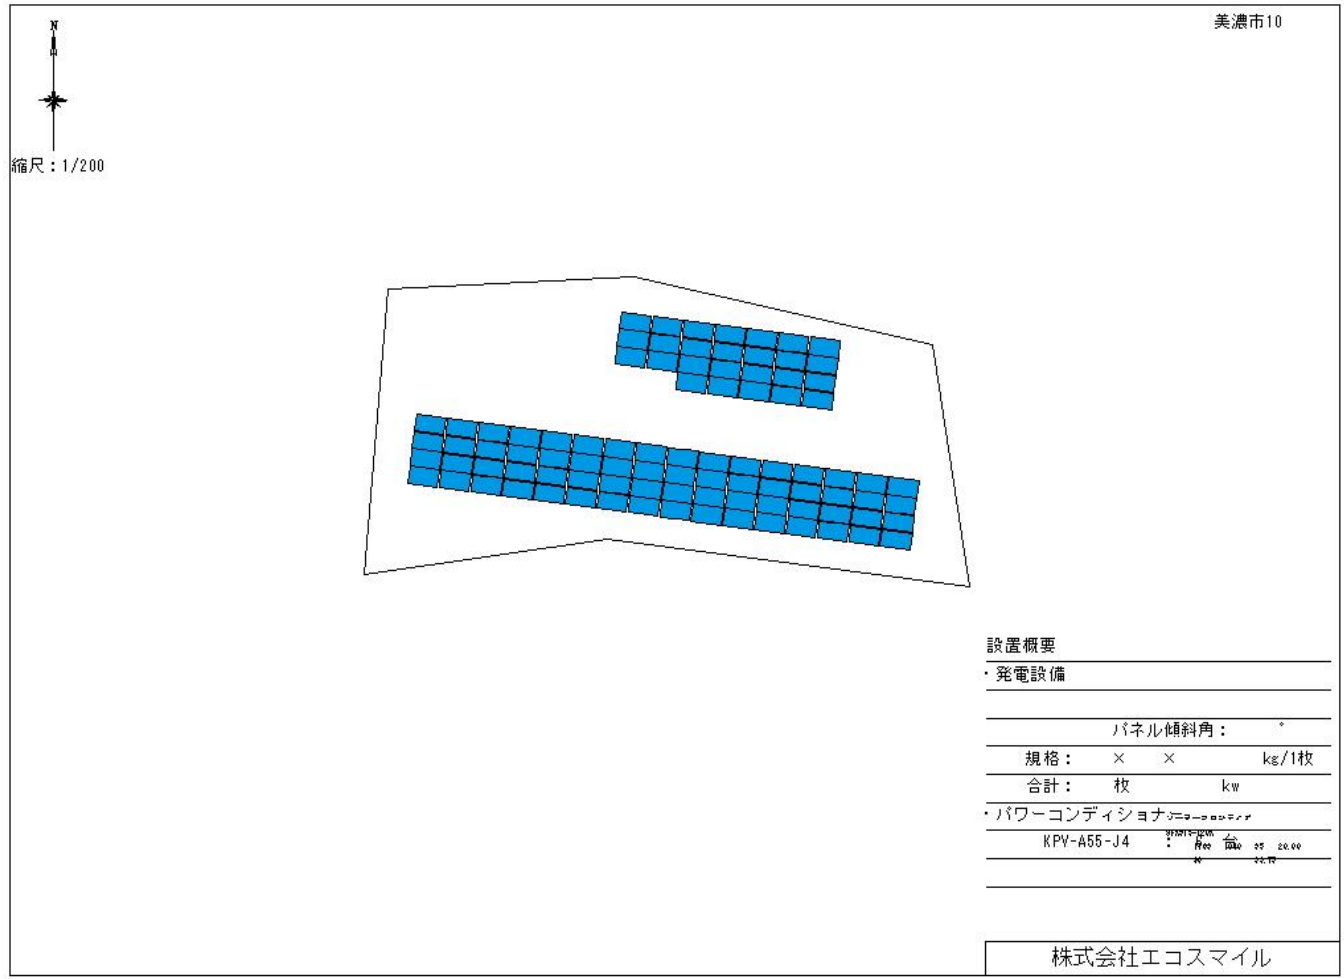 美濃市10
N
縮尺：1/200
設置概要
・発電設備
パネル傾斜角： °
規格： × × kg/1枚
合計： 枚 kw
・パワーコンディショナ
KPV-A55-J4 ： 台
株式会社エコスマイル